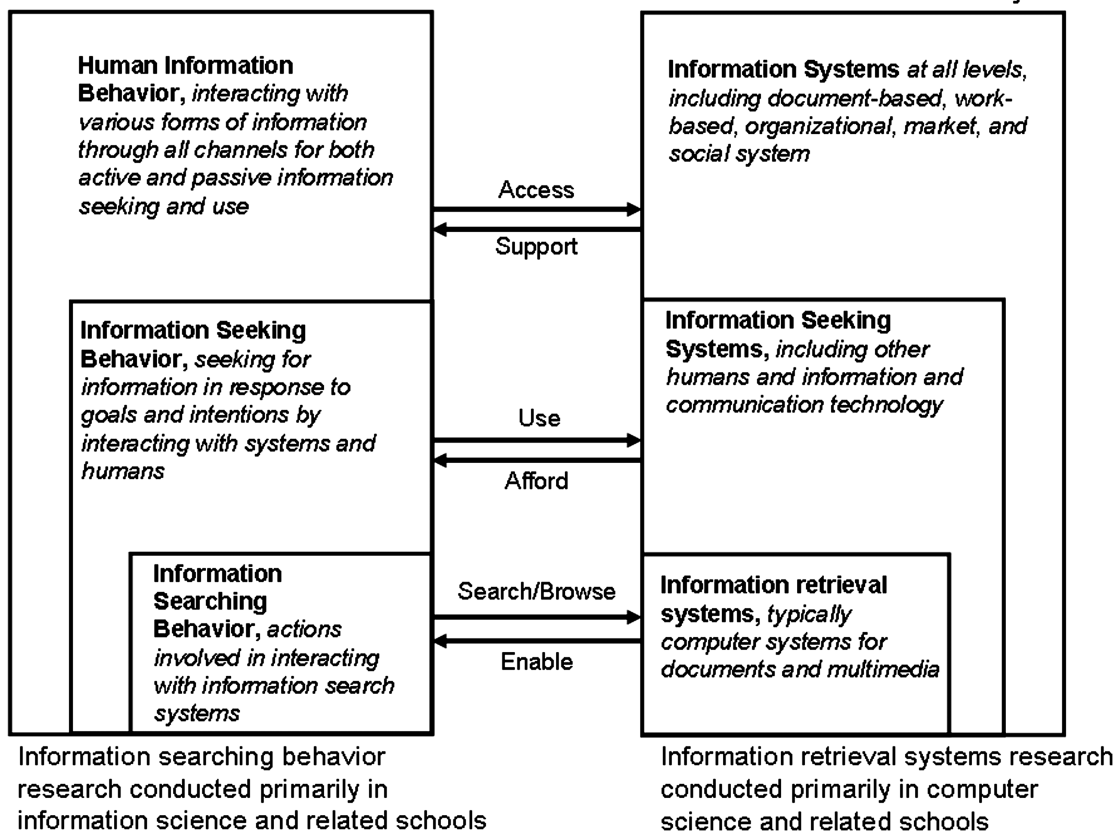 Human Information
Behavior, interacting with
various forms of information
through all channels for both
active and passive information
seeking and use
Information Systems at all levels,
including document-based, work-
based, organizational, market, and
social system
Access
Support
Information Seeking
Behavior, seeking for
information in response to
goals and intentions by
interacting with systems and
humans
Information Seeking
Systems, including other
humans and information and
communication technology
Use
Afford
Information
Searching
Behavior, actions
involved in interacting
with information search
systems
Search/Browse
Enable
Information retrieval
systems, typically
computer systems for
documents and multimedia
Information searching behavior
research conducted primarily in
information science and related schools
Information retrieval systems research
conducted primarily in computer
science and related schools